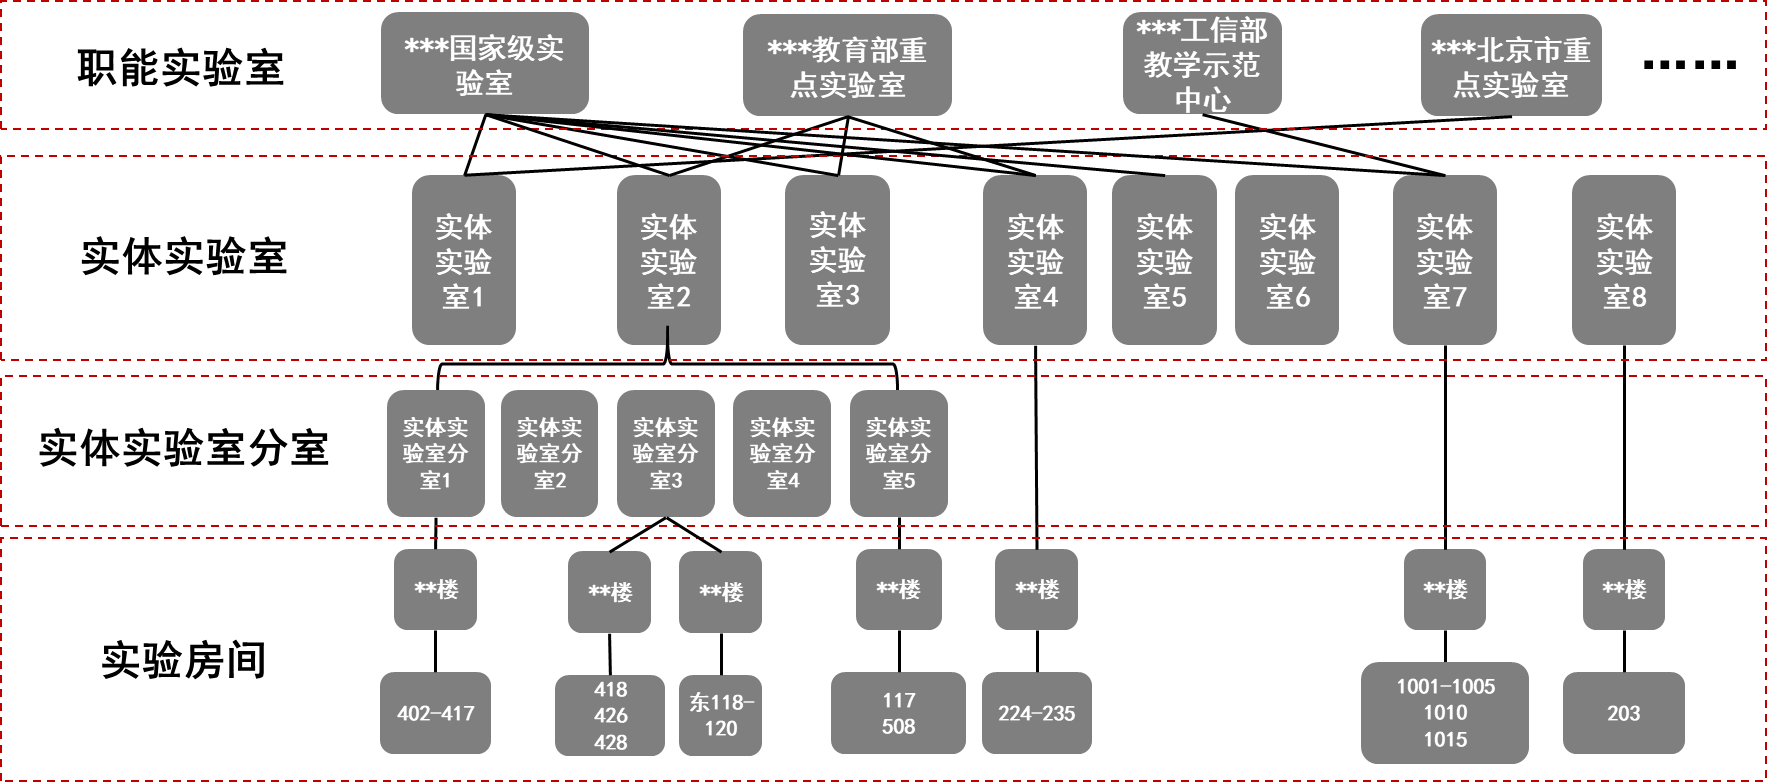 职能实验室
***国家级实
验室
***教育部重
点实验室
***工信部
教学示范
中心
***北京市重
点实验室
……
实体实验室
实体
实验
室1
实体
实验
室2
实体
实验
室3
实体
实验
室4
实体
实验
室5
实体
实验
室6
实体
实验
室7
实体
实验
室8
实体实验室分室
实体实
验室分
室1
实体实
验室分
室2
实体实
验室分
室3
实体实
验室分
室4
实体实
验室分
室5
实验房间
**楼
**楼
**楼
**楼
**楼
**楼
**楼
402-417
418
426
428
东118-
120
117
508
224-235
1001-1005
1010
1015
203